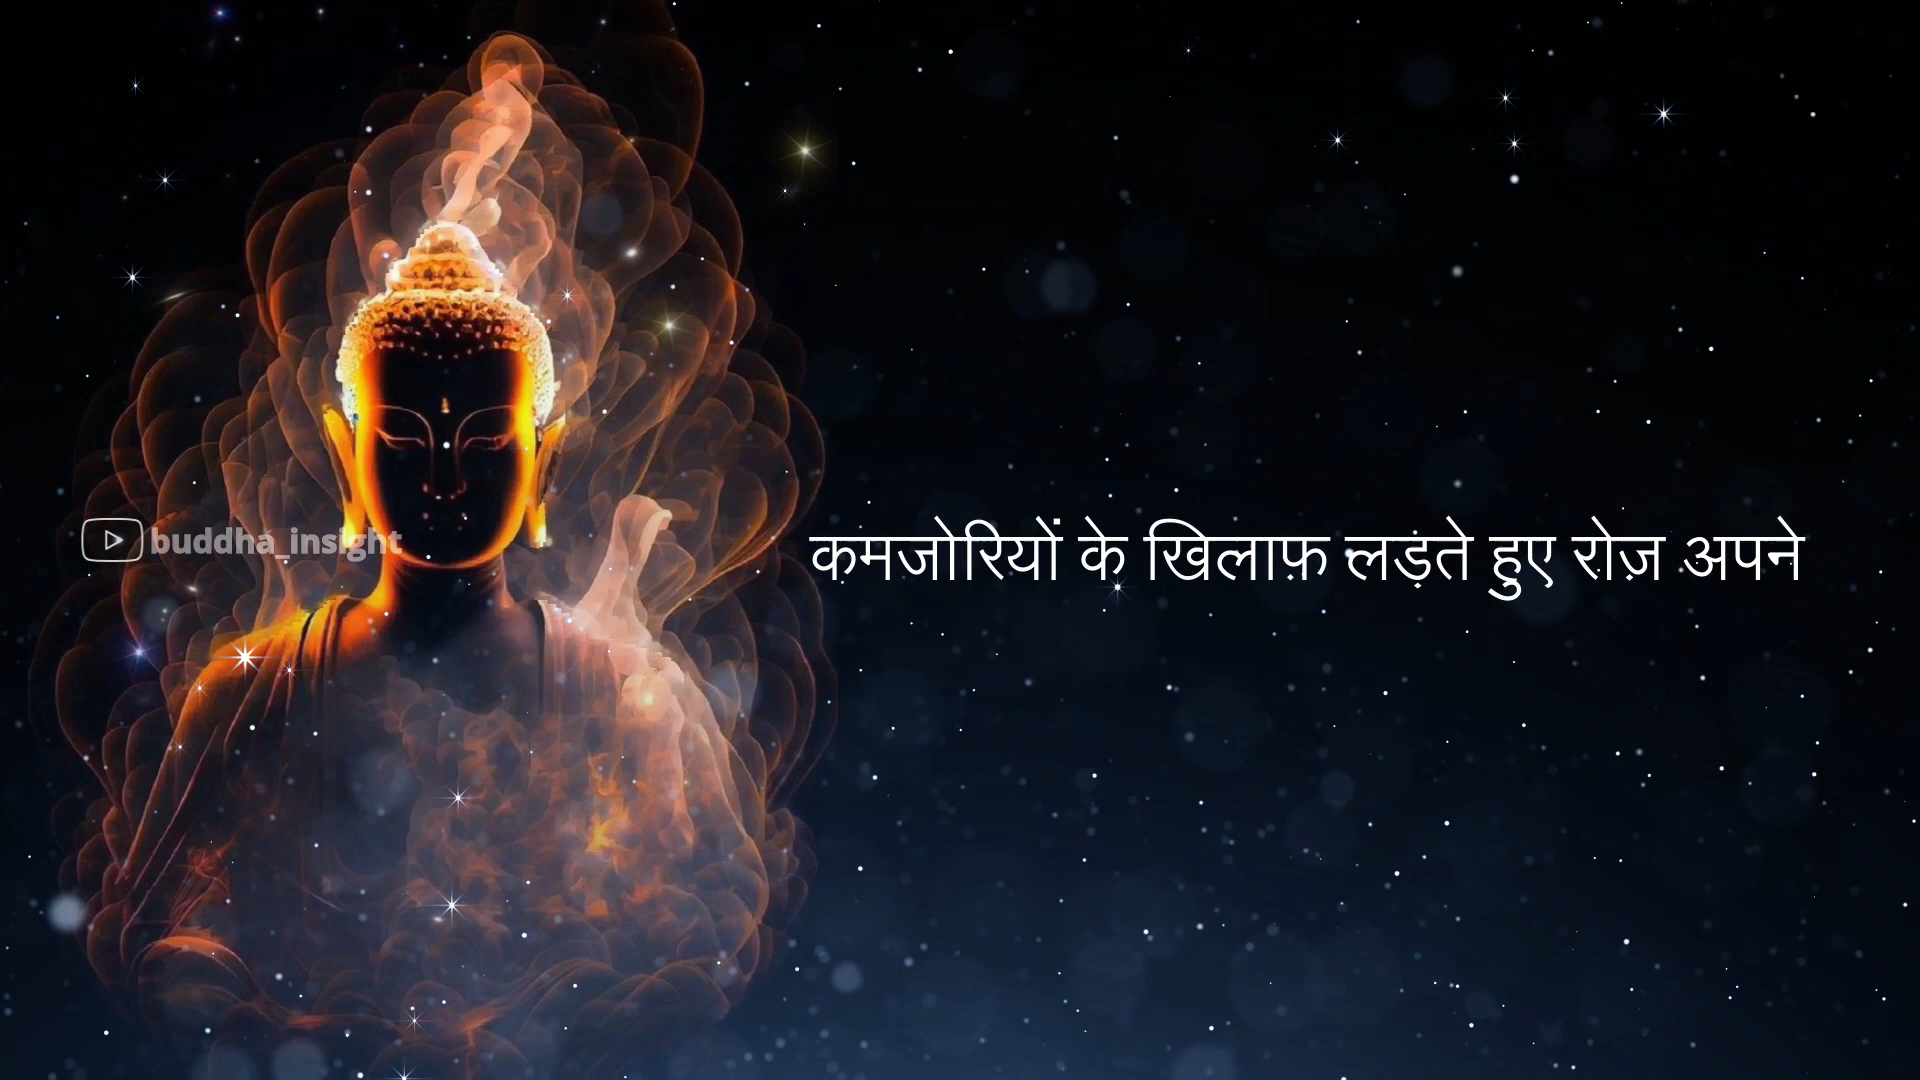 buddha_insight
कमजोरियों के खिलाफ़ लड़ते हुए रोज़ अपने